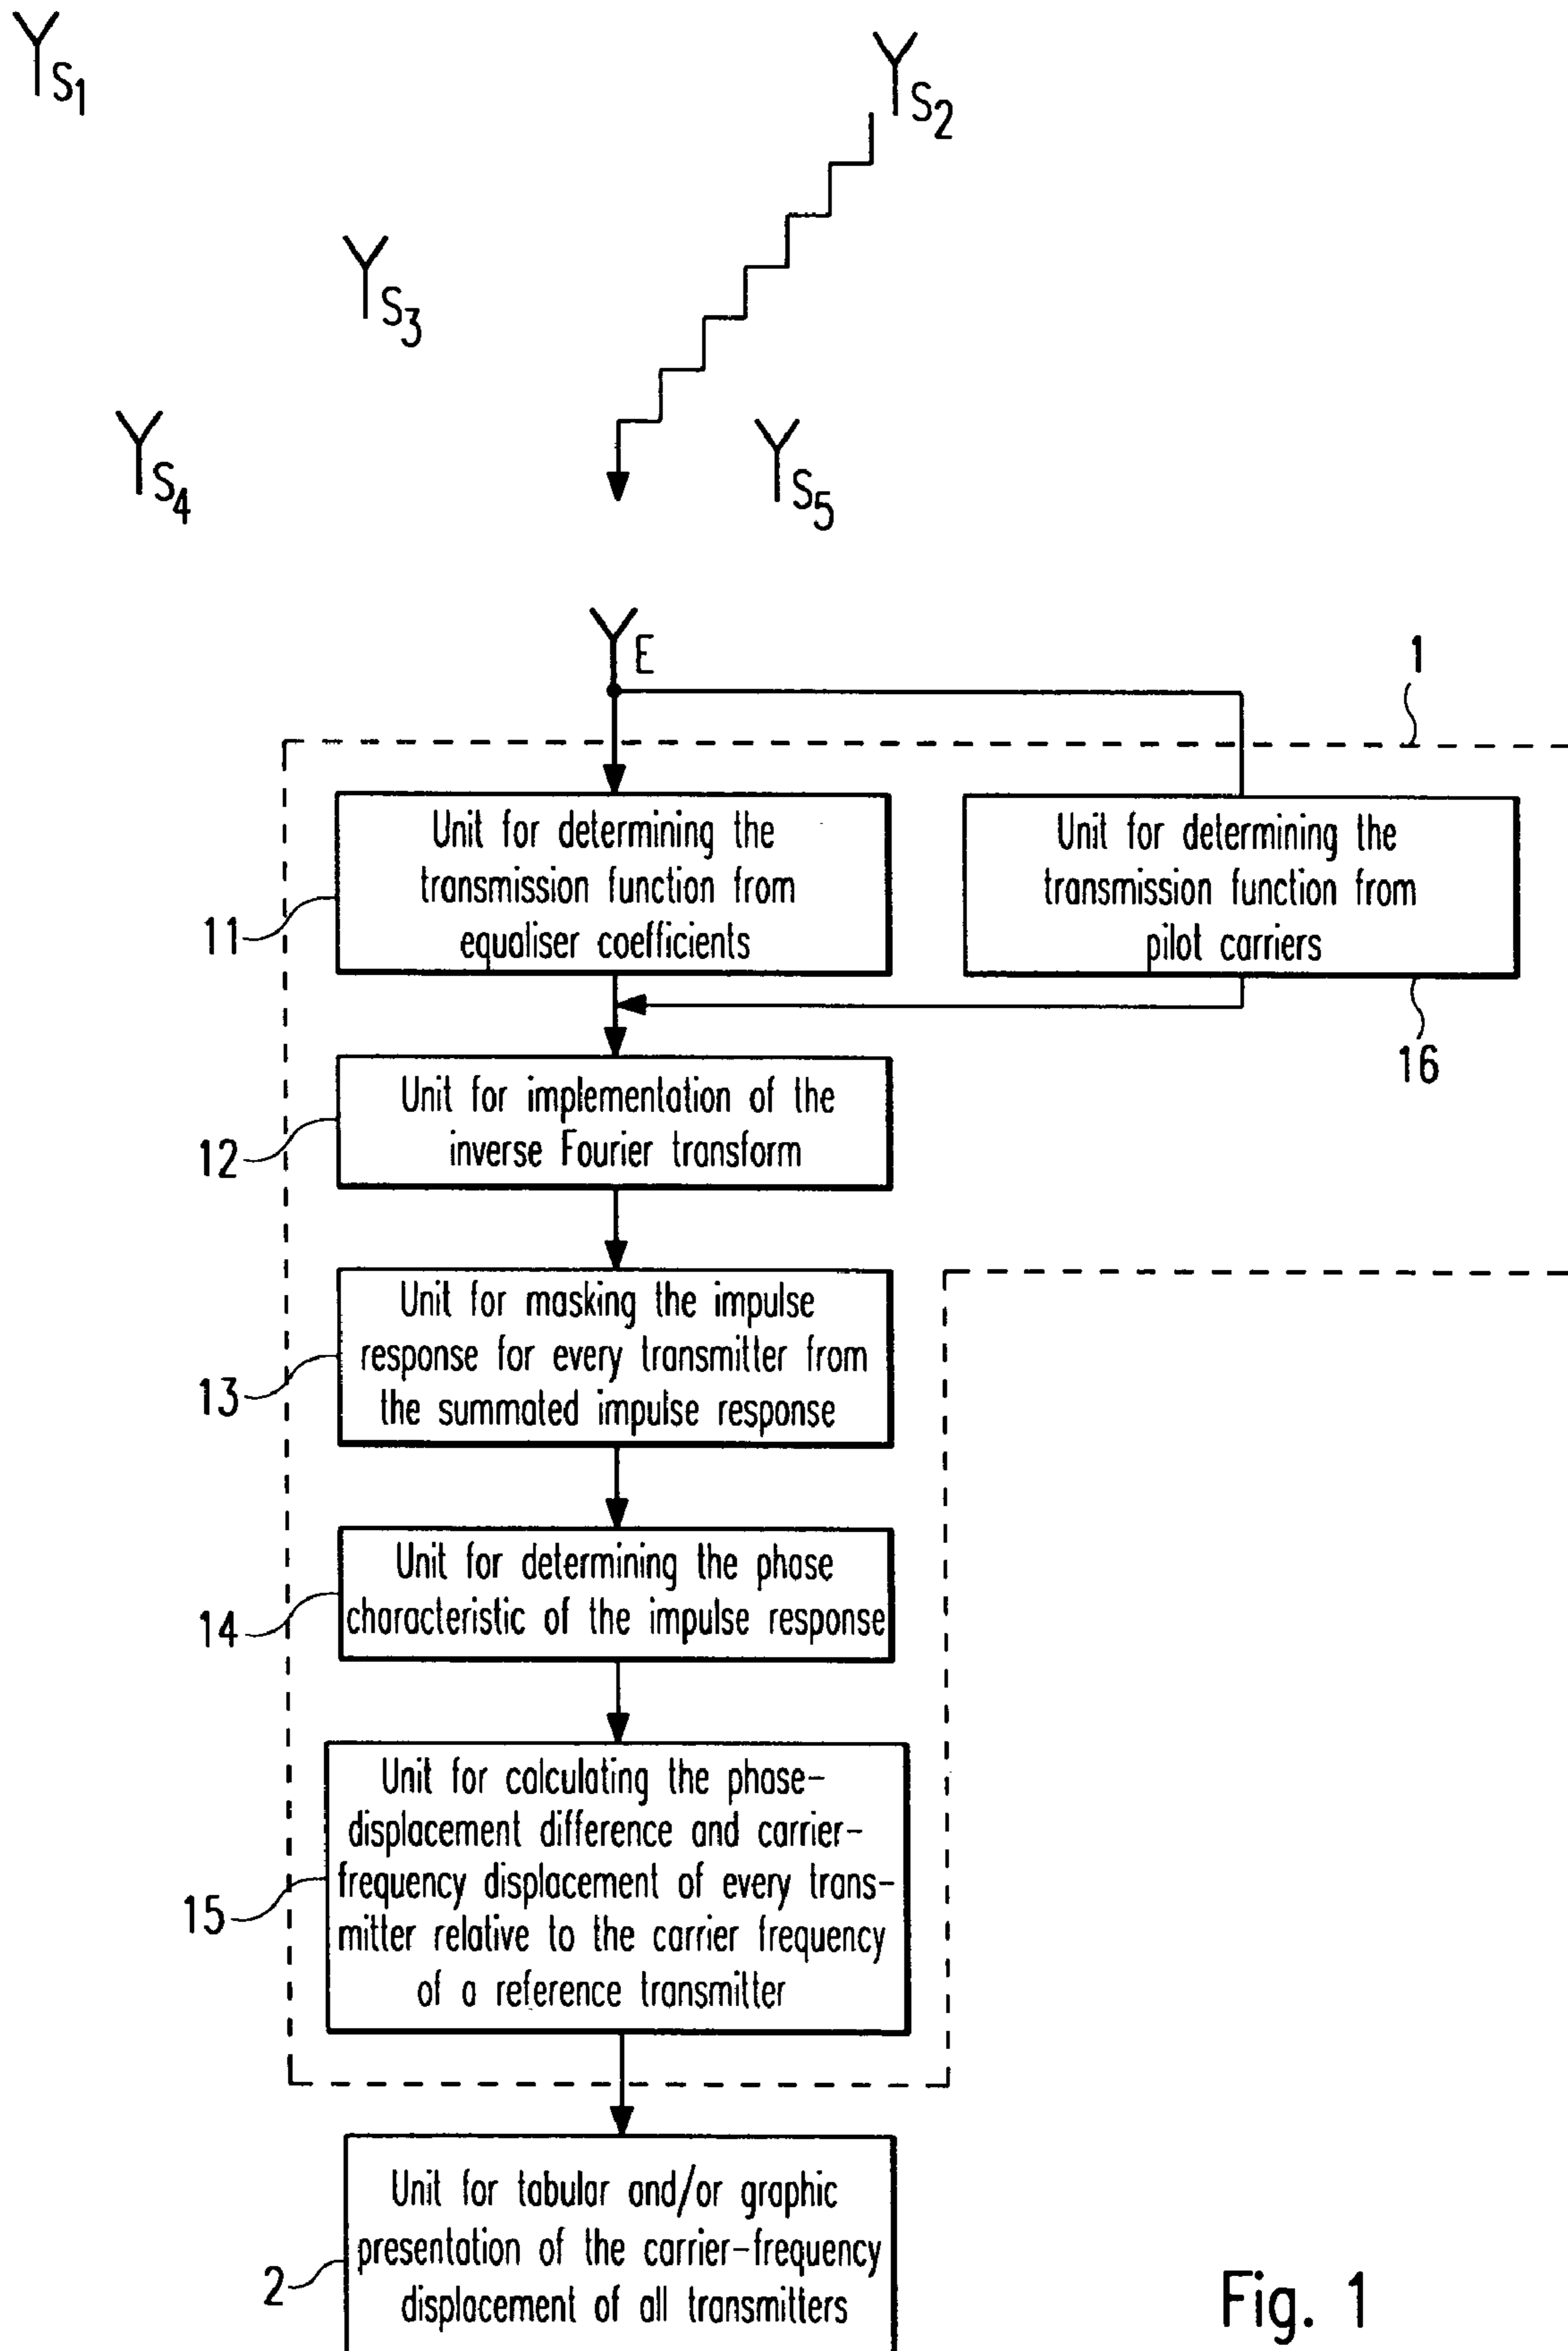 S1
S2
S3
S4
S5
E
1
Unit for determining the
transmission function from
equaliser coefficients
11
Unit for determining the
transmission function from
pilot carriers
16
Unit for implementation of the
inverse Fourier transform
12
Unit for masking the impulse
response for every transmitter from
the summated impulse response
13
Unit for determining the phase
characteristic of the impulse response
14
Unit for calculating the phase-
displacement difference and carrier-
frequency displacement of every trans-
mitter relative to the carrier frequency
of a reference transmitter
15
Unit for tabular and/or graphic
presentation of the carrier-frequency
displacement of all transmitters
2
Fig. 1